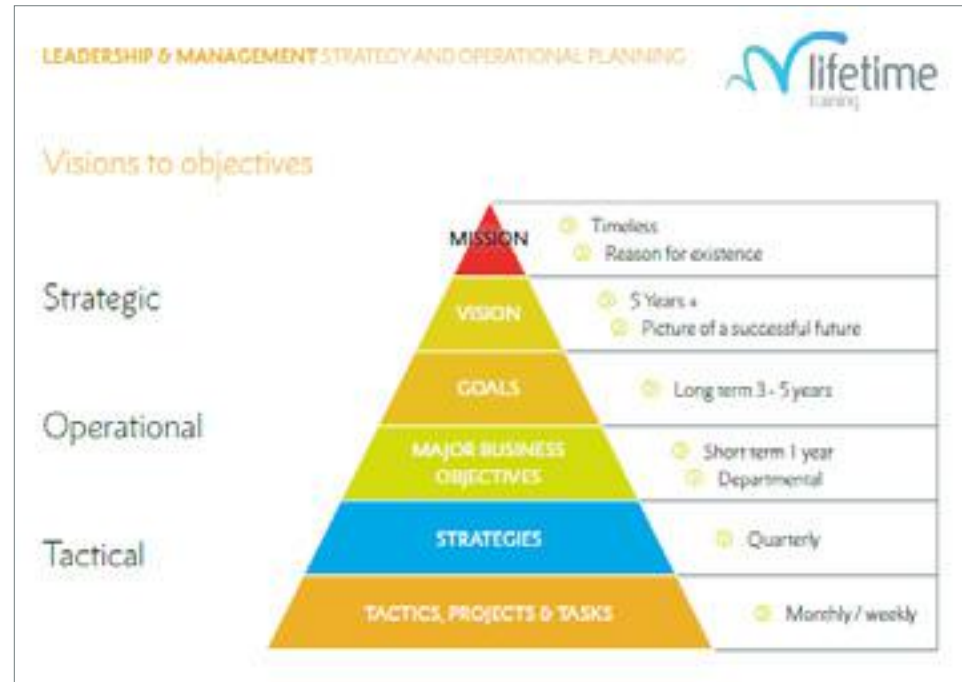 LEADERSHIP & MANAGEMENT STRATEGY AND OPERATIONAL PLANNING
lifetime
training
Visions to objectives
Strategic
Operational
Tactical
MISSION
Timeless
Reason for existence
VISION
5 Years +
Picture of a successful future
GOALS
Long term 3 - 5 years
MAJOR BUSINESS
OBJECTIVES
Short term 1 year
Departmental
STRATEGIES
Quarterly
TACTICS, PROJECTS & TASKS
Monthly / weekly